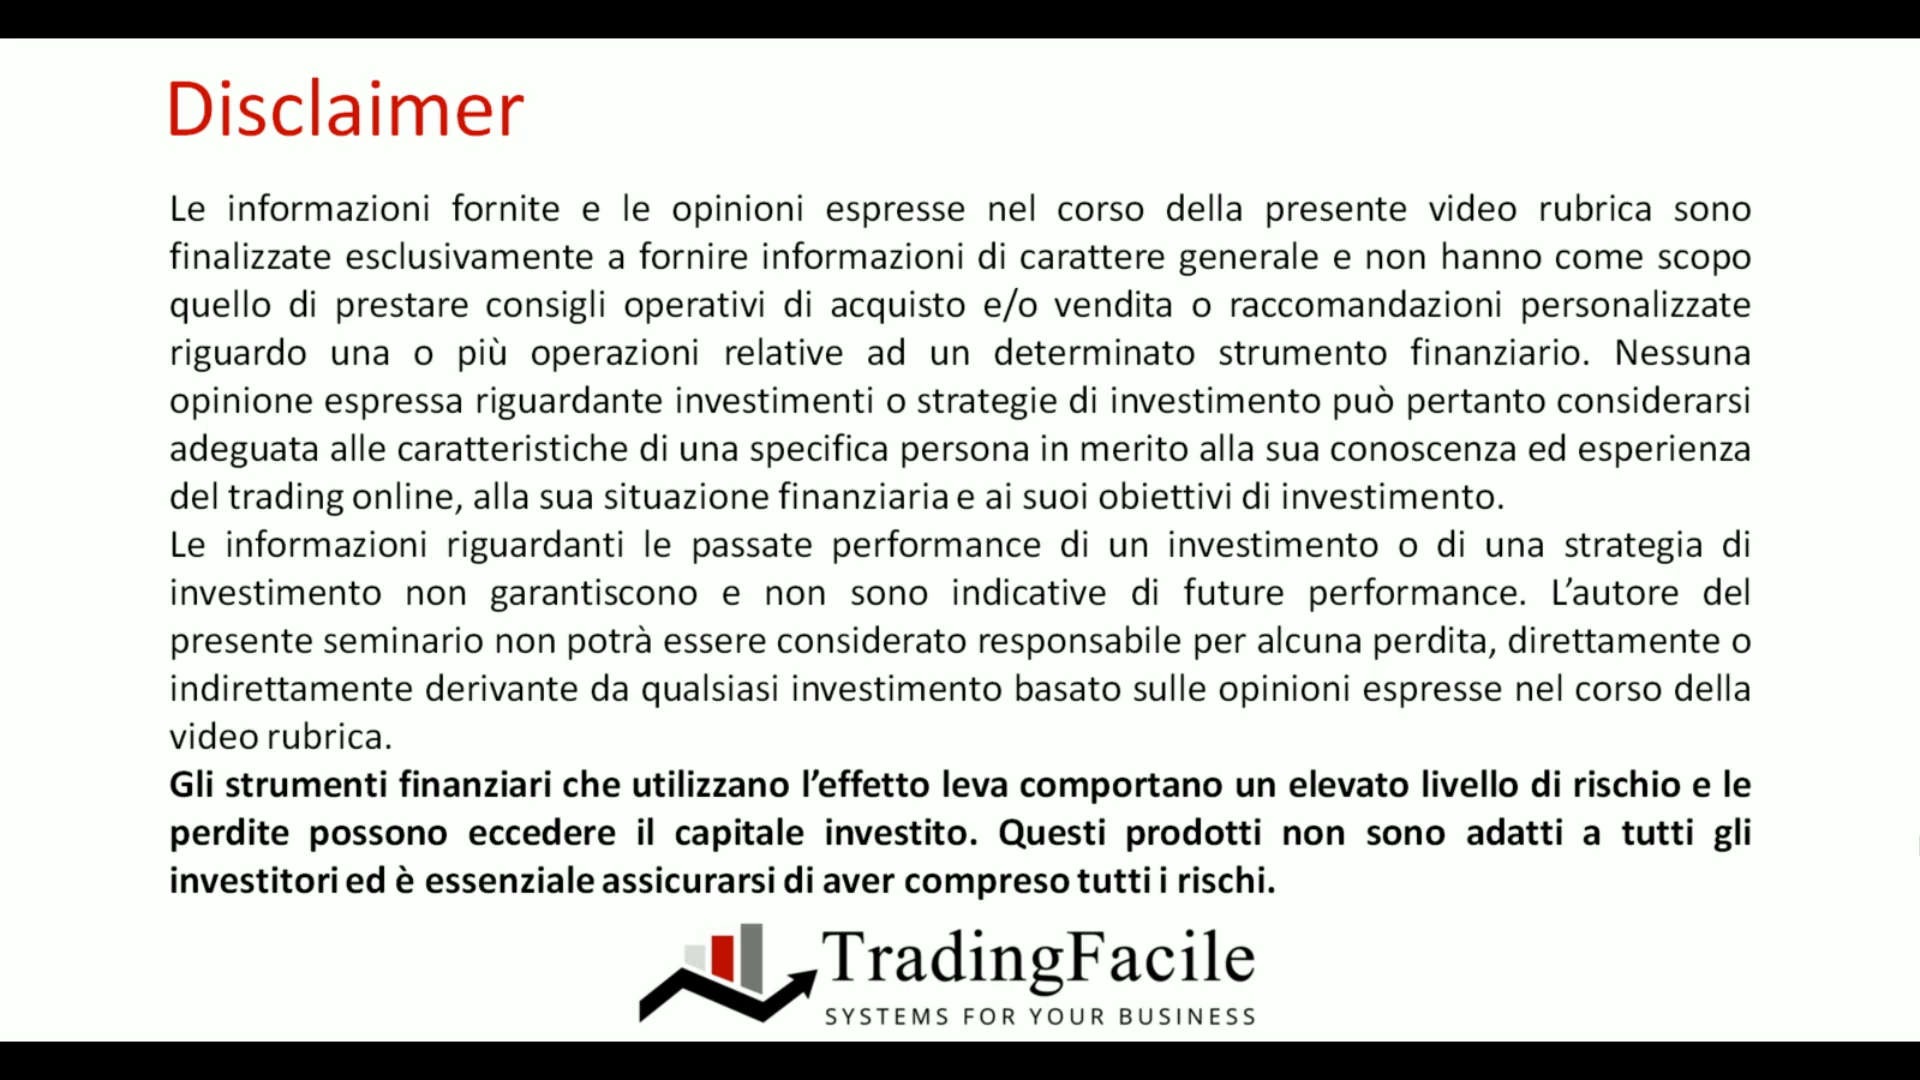 Disclaimer
Le informazioni fornite e le opinioni espresse nel corso della presente video rubrica sono
finalizzate esclusivamente a fornire informazioni di carattere generale e non hanno come scopo
quello di prestare consigli operativi di acquisto e/o vendita o raccomandazioni personalizzate
riguardo una o più operazioni relative ad un determinato strumento finanziario. Nessuna
opinione espressa riguardante investimenti o strategie di investimento può pertanto considerarsi
adeguata alle caratteristiche di una specifica persona in merito alla sua conoscenza ed esperienza
del trading online, alla sua situazione finanziaria e ai suoi obiettivi di investimento.
Le informazioni riguardanti le passate performance di un investimento o di una strategia di
investimento non garantiscono e non sono indicative di future performance. L’autore del
presente seminario non potrà essere considerato responsabile per alcuna perdita, direttamente o
indirettamente derivante da qualsiasi investimento basato sulle opinioni espresse nel corso della
video rubrica.
Gli strumenti finanziari che utilizzano l’effetto leva comportano un elevato livello di rischio e le
perdite possono eccedere il capitale investito. Questi prodotti non sono adatti a tutti gli
investitori ed è essenziale assicurarsi di aver compreso tutti i rischi.
TradingFacile
SYSTEMS FOR YOUR BUSINESS